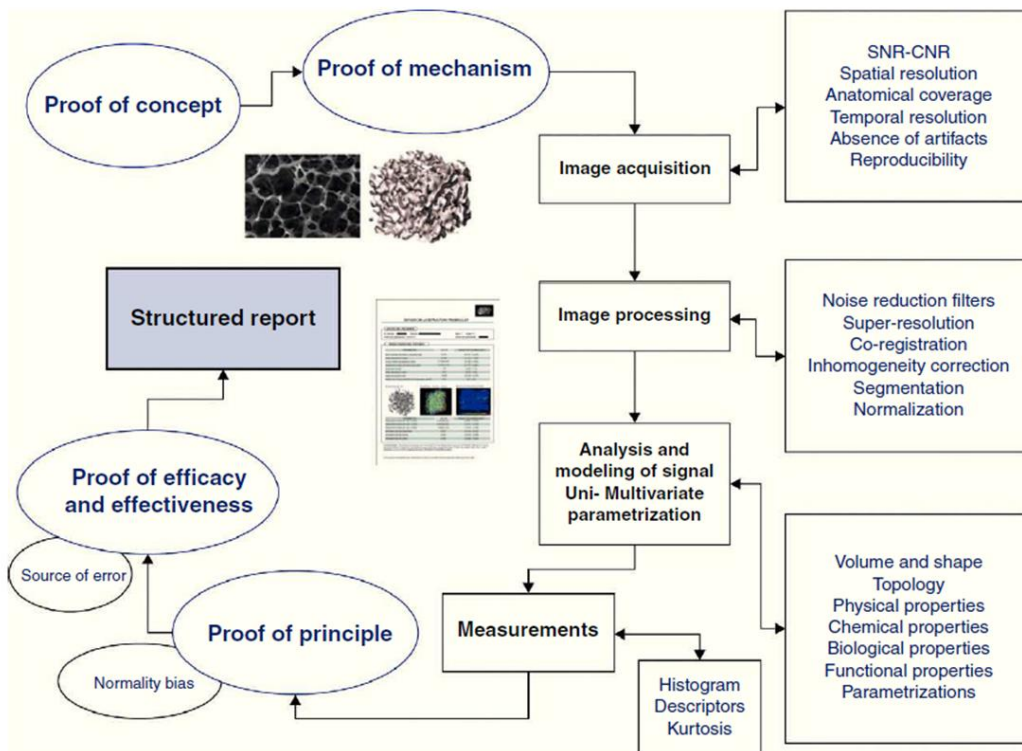 Proof of concept
Proof of mechanism
Image acquisition
SNR-CNR
Spatial resolution
Anatomical coverage
Temporal resolution
Absence of artifacts
Reproducibility
Structured report
Image processing
Noise reduction filters
Super-resolution
Co-registration
Inhomogeneity correction
Segmentation
Normalization
Analysis and
modeling of signal
Uni- Multivariate
parametrization
Proof of efficacy
and effectiveness
Source of error
Volume and shape
Topology
Physical properties
Chemical properties
Biological properties
Functional properties
Parametrizations
Measurements
Proof of principle
Normality bias
Histogram
Descriptors
Kurtosis